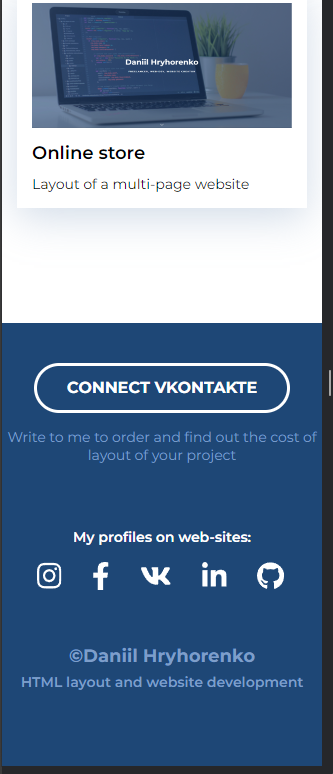 Daniil Hryhorenko
Online store
Layout of a multi-page website
CONNECT VKONTAKTE
Write to me to order and find out the cost of
layout of your project
My profiles on web-sites:
©Daniil Hryhorenko
HTML layout and website development